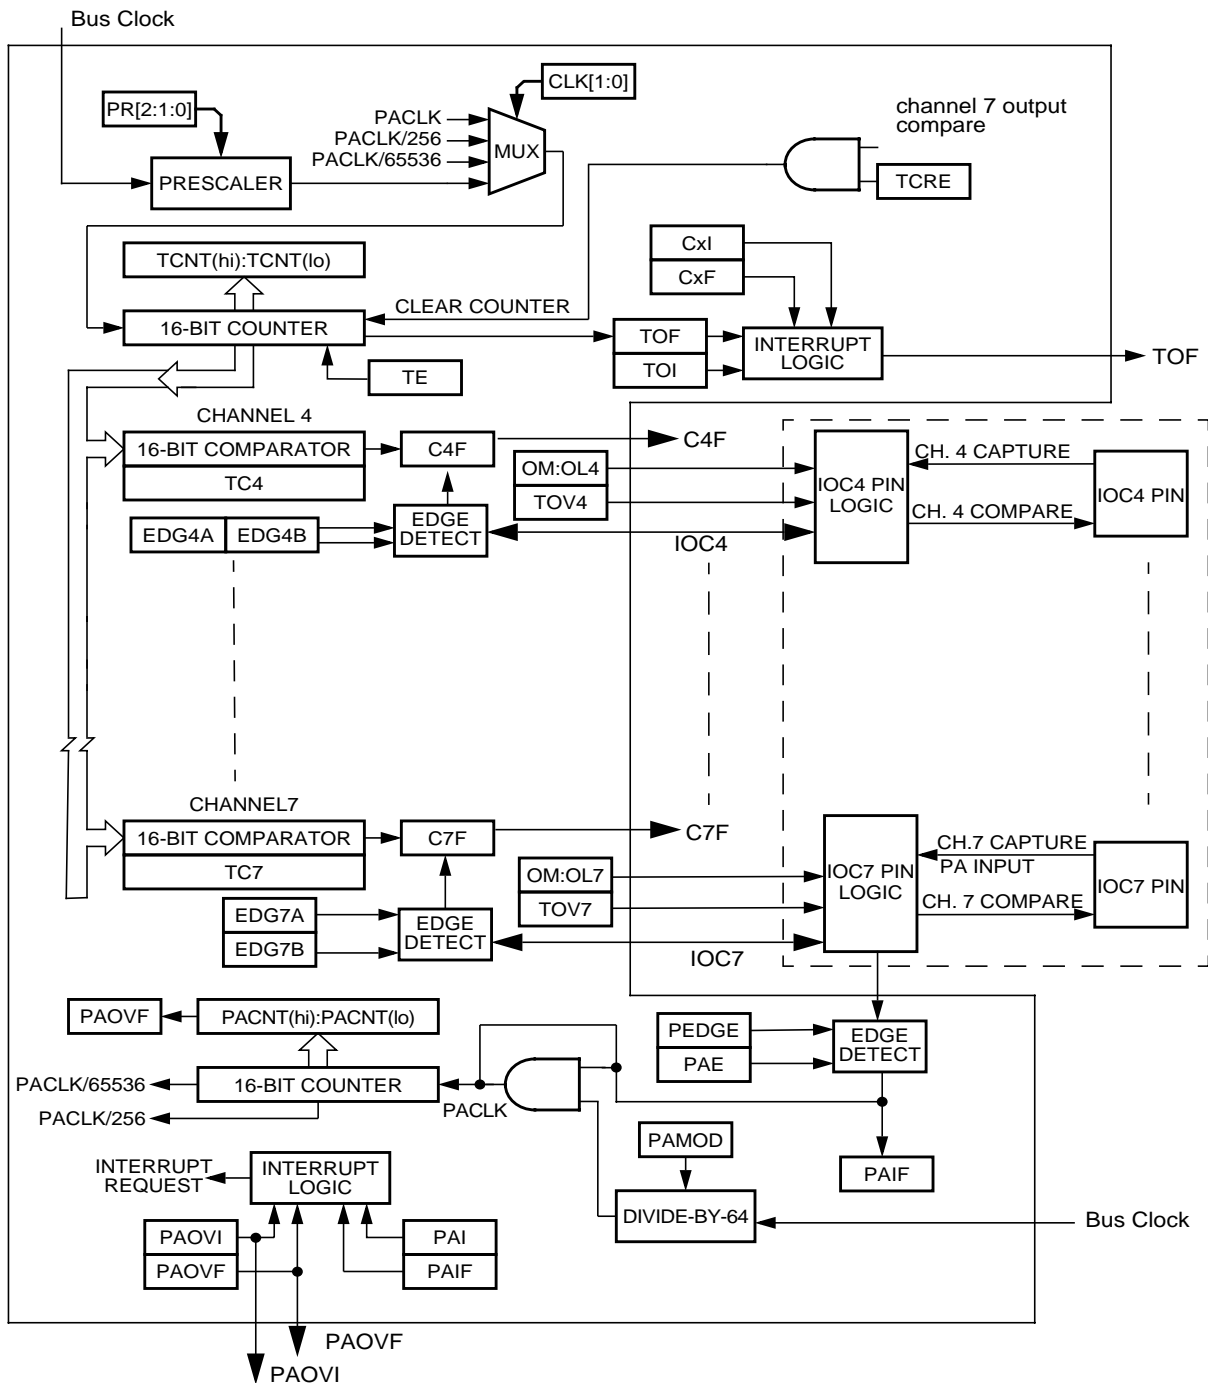 Bus Clock
CLK[1:0]
PR[2:1:0]
channel 7 output
compare
PACLK
PACLK/256
PACLK/65536
MUX
PRESCALER
TCRE
CxI
CxF
TCNT(hi):TCNT(lo)
CLEAR COUNTER
16-BIT COUNTER
TOF
TOI
INTERRUPT
LOGIC
TOF
TE
CHANNEL 4
16-BIT COMPARATOR
TC4
C4F
C4F
OM:OL4
TOV4
IOC4 PIN
LOGIC
CH. 4 CAPTURE
CH. 4 COMPARE
IOC4 PIN
EDG4A
EDG4B
EDGE
DETECT
IOC4
CHANNEL7
16-BIT COMPARATOR
TC7
C7F
C7F
OM:OL7
TOV7
IOC7 PIN
LOGIC
CH.7 CAPTURE
PA INPUT
CH. 7 COMPARE
IOC7 PIN
EDG7A
EDG7B
EDGE
DETECT
IOC7
PAOVF
PACNT(hi):PACNT(lo)
PEDGE
PAE
EDGE
DETECT
PACLK/65536
16-BIT COUNTER
PACLK
PACLK/256
PAMOD
PAIF
INTERRUPT
REQUEST
INTERRUPT
LOGIC
DIVIDE-BY-64
Bus Clock
PAOVI
PAOVF
PAI
PAIF
PAOVF
PAOVI